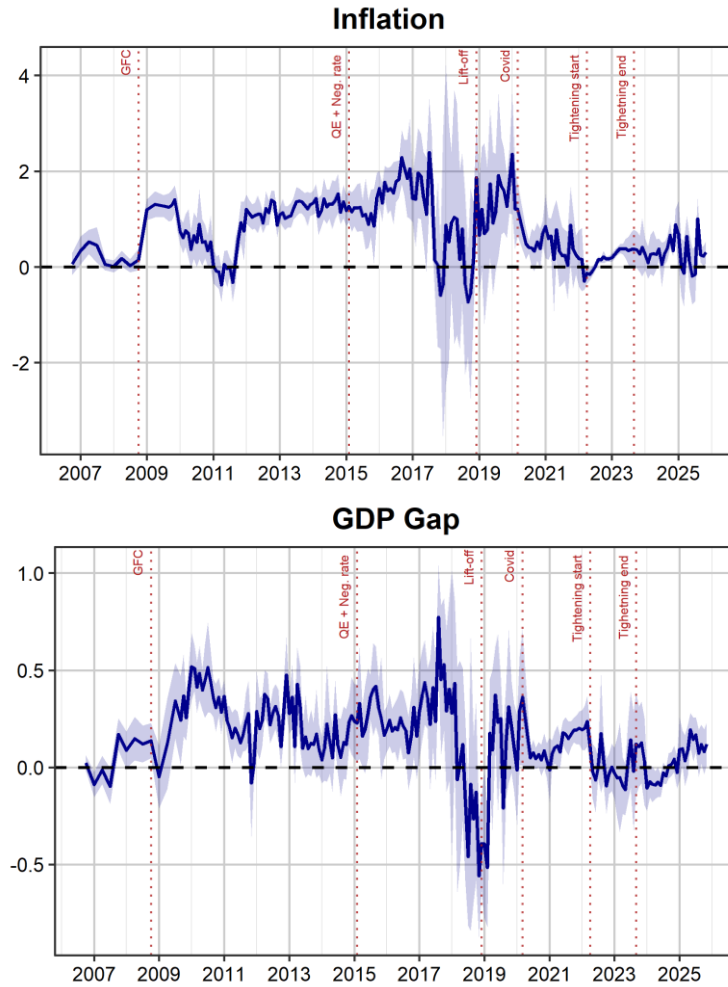 Inflation
4
2
0
-2
GFC
QE + Neg. rate
Lift-off
Covid
Tightening start
Tighetning end
2007 2009 2011 2013 2015 2017 2019 2021 2023 2025
GDP Gap
1.0
0.5
0.0
-0.5
GFC
QE + Neg. rate
Lift-off
Covid
Tightening start
Tighetning end
2007 2009 2011 2013 2015 2017 2019 2021 2023 2025